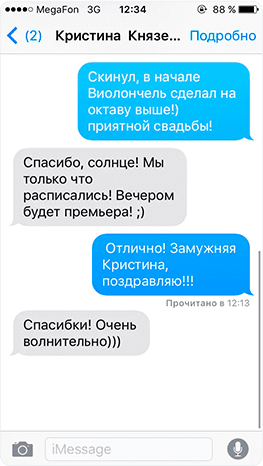 MegaFon 3G 12:34 88 %
(2) Кристина Князе... Подробно
Скинул, в начале
Виолончель сделал на
октаву выше!)
приятной свадьбы!
Спасибо, солнце! Мы
только что
расписались! Вечером
будет премьера! ;)
Отлично! Замужняя
Кристина,
поздравляю!!!
Прочитано в 12:13
Спасибки! Очень
волнительно)))
iMessage